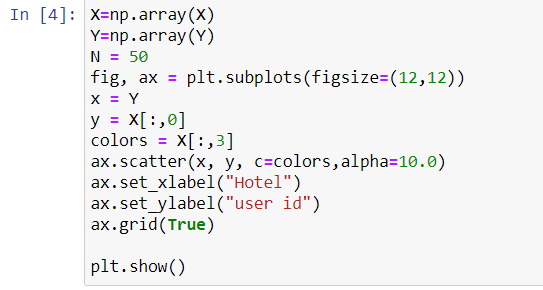 In [4]: X=np.array(X)
Y=np.array(Y)
N = 50
fig, ax = plt.subplots(figsize=(12,12))
x = Y
y = X[:,0]
colors = X[:,3]
ax.scatter(x, y, c=colors,alpha=10.0)
ax.set_xlabel("Hotel")
ax.set_ylabel("user id")
ax.grid(True)
plt.show()